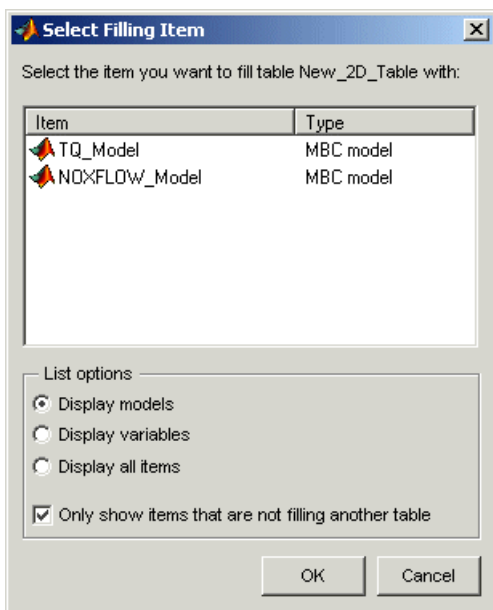 Select Filling Item
Select the item you want to fill table New_2D_Table with:
Item Type
TQ_Model MBC model
NOXFLOW_Model MBC model
List options
Display models
Display variables
Display all items
Only show items that are not filling another table
OK Cancel